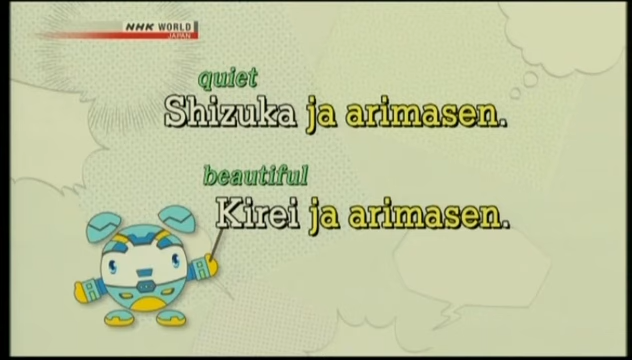 NHK WORLD
JAPAN
quiet
Shizuka ja arimasen.
beautiful
Kirei ja arimasen.